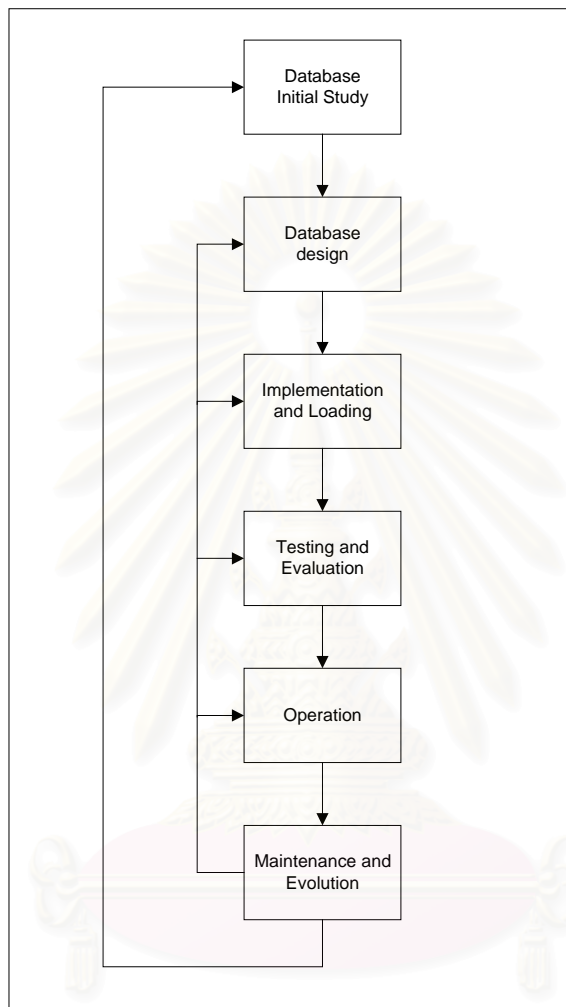 Database
Initial Study
Database
design
Implementation
and Loading
Testing and
Evaluation
Operation
Maintenance and
Evolution